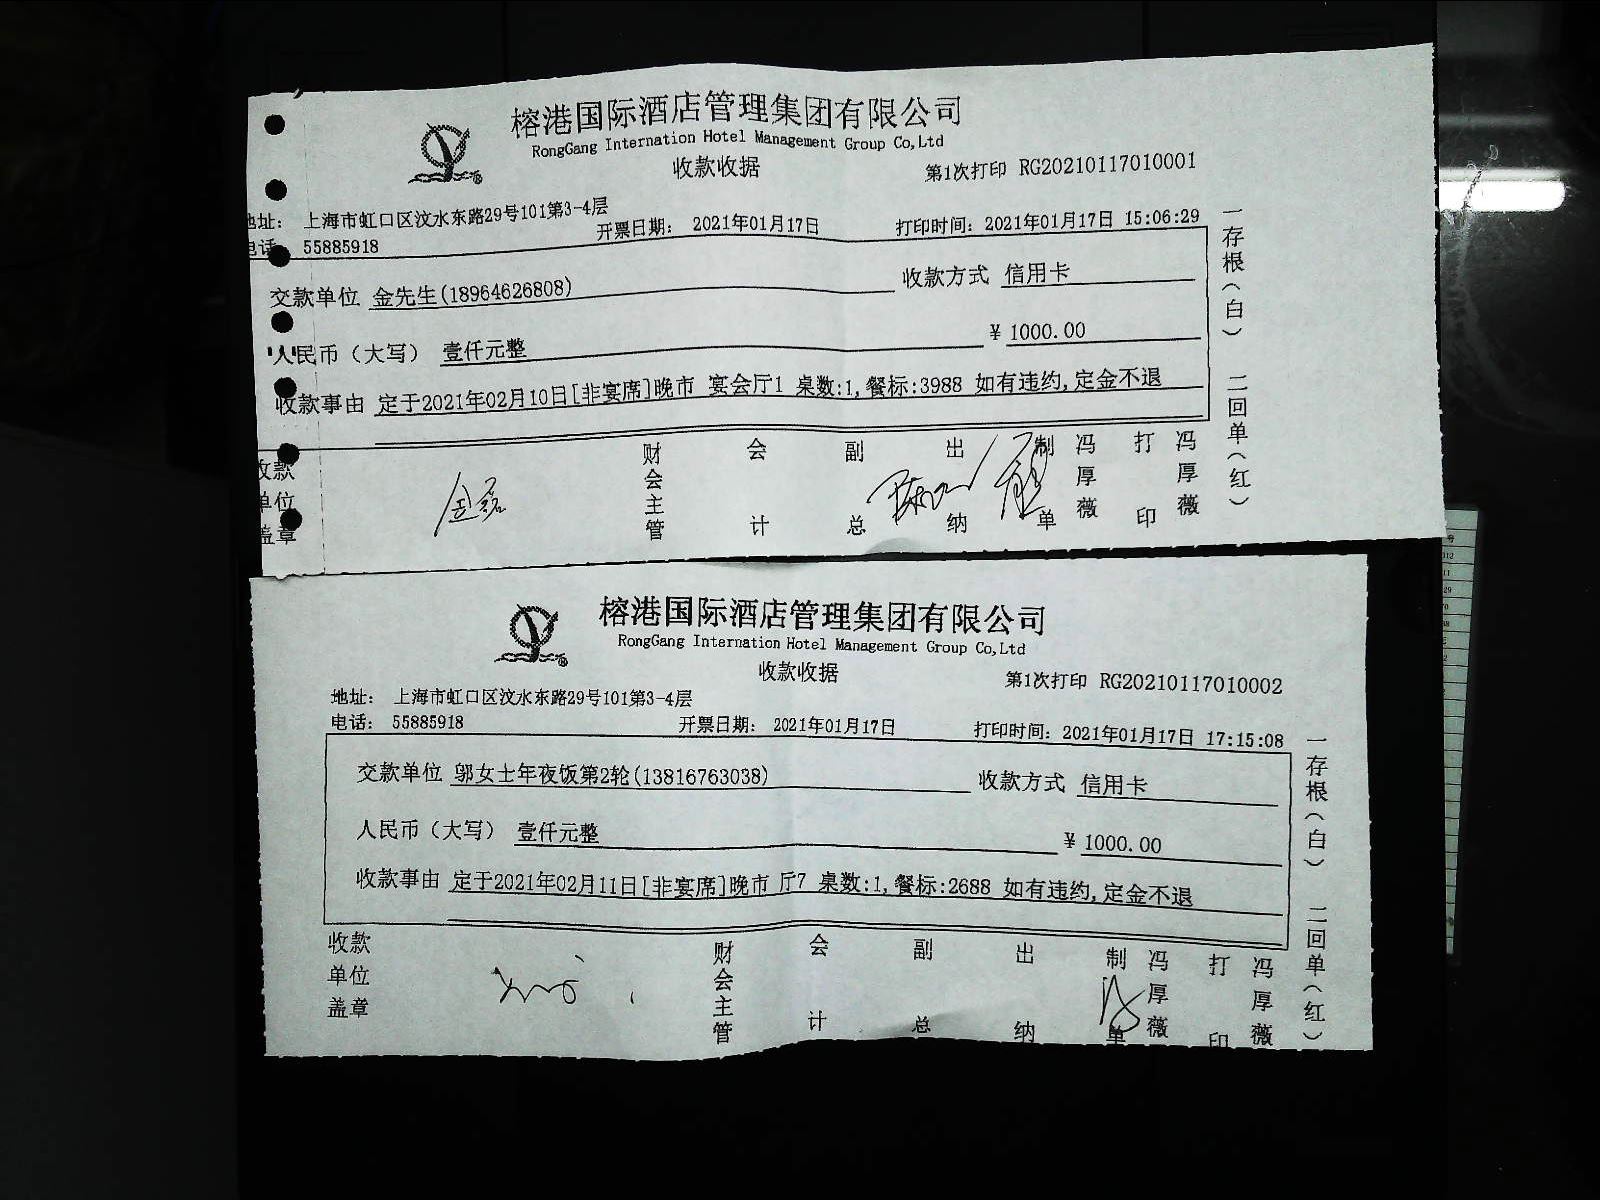 榕港国际酒店管理集团有限公司
RongGang Internation Hotel Management Group Co,Ltd
收款收据
第1次打印 RG20210117010001
地址： 上海市虹口区汶水东路29号101第3-4层
电话： 55885918
开票日期： 2021年01月17日
打印时间：2021年01月17日 15:06:29
交款单位 金先生(18964626808)
收款方式 信用卡
人民币（大写） 壹仟元整
¥ 1000.00
收款事由 定于2021年02月10日[非宴席]晚市 宴会厅1 桌数:1,餐标:3988 如有违约,定金不退
收款单位盖章
金磊
财会主管
会计
副总
出纳
制单
冯厚薇
打印
冯厚薇
一存根（白） 二回单（红）
榕港国际酒店管理集团有限公司
RongGang Internation Hotel Management Group Co,Ltd
收款收据
第1次打印 RG20210117010002
地址： 上海市虹口区汶水东路29号101第3-4层
电话： 55885918
开票日期： 2021年01月17日
打印时间：2021年01月17日 17:15:08
交款单位 邬女士年夜饭第2轮(13816763038)
收款方式 信用卡
人民币（大写） 壹仟元整
¥ 1000.00
收款事由 定于2021年02月11日[非宴席]晚市 厅7 桌数:1,餐标:2688 如有违约,定金不退
收款单位盖章
财会主管
会计
副总
出纳
制单
冯厚薇
打印
冯厚薇
一存根（白） 二回单（红）